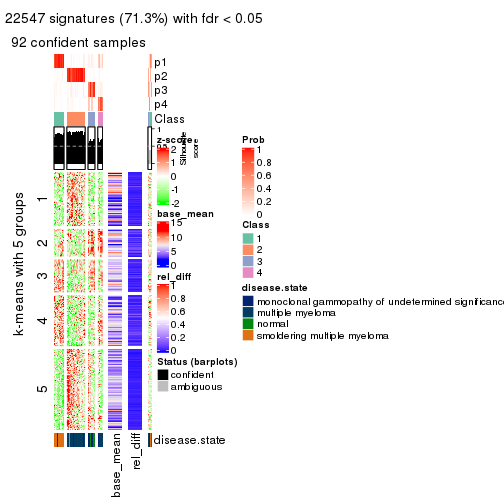 22547 signatures (71.3%) with fdr < 0.05
92 confident samples
p1
p2
p3
p4
Class
1
0.5
Silhouette
score
z-score
2
1
0
-1
-2
base_mean
15
10
5
0
rel_diff
1
0.8
0.6
0.4
0.2
0
Status (barplots)
confident
ambiguous
Prob
1
0.8
0.6
0.4
0.2
0
Class
1
2
3
4
disease.state
monoclonal gammopathy of undetermined significance
multiple myeloma
normal
smoldering multiple myeloma
k-means with 5 groups
1
2
3
4
5
disease.state
base_mean
rel_diff